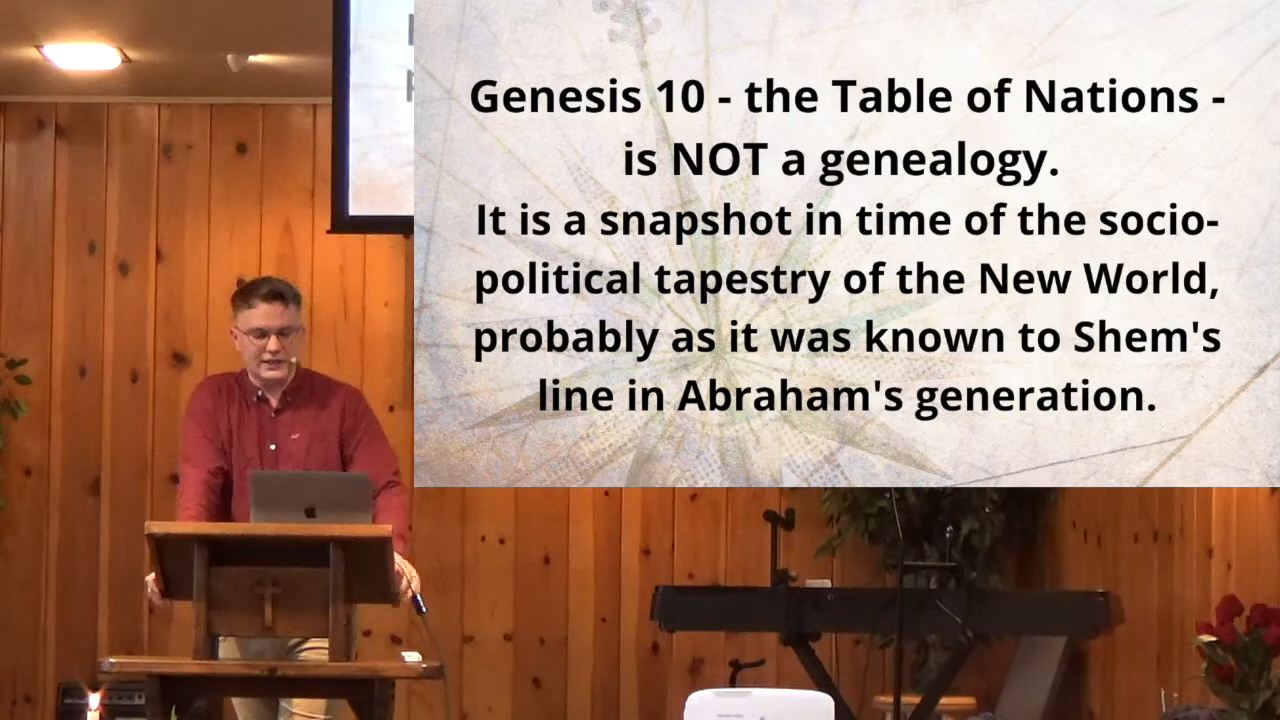 Genesis 10 - the Table of Nations -
is NOT a genealogy.
It is a snapshot in time of the socio-
political tapestry of the New World,
probably as it was known to Shem's
line in Abraham's generation.